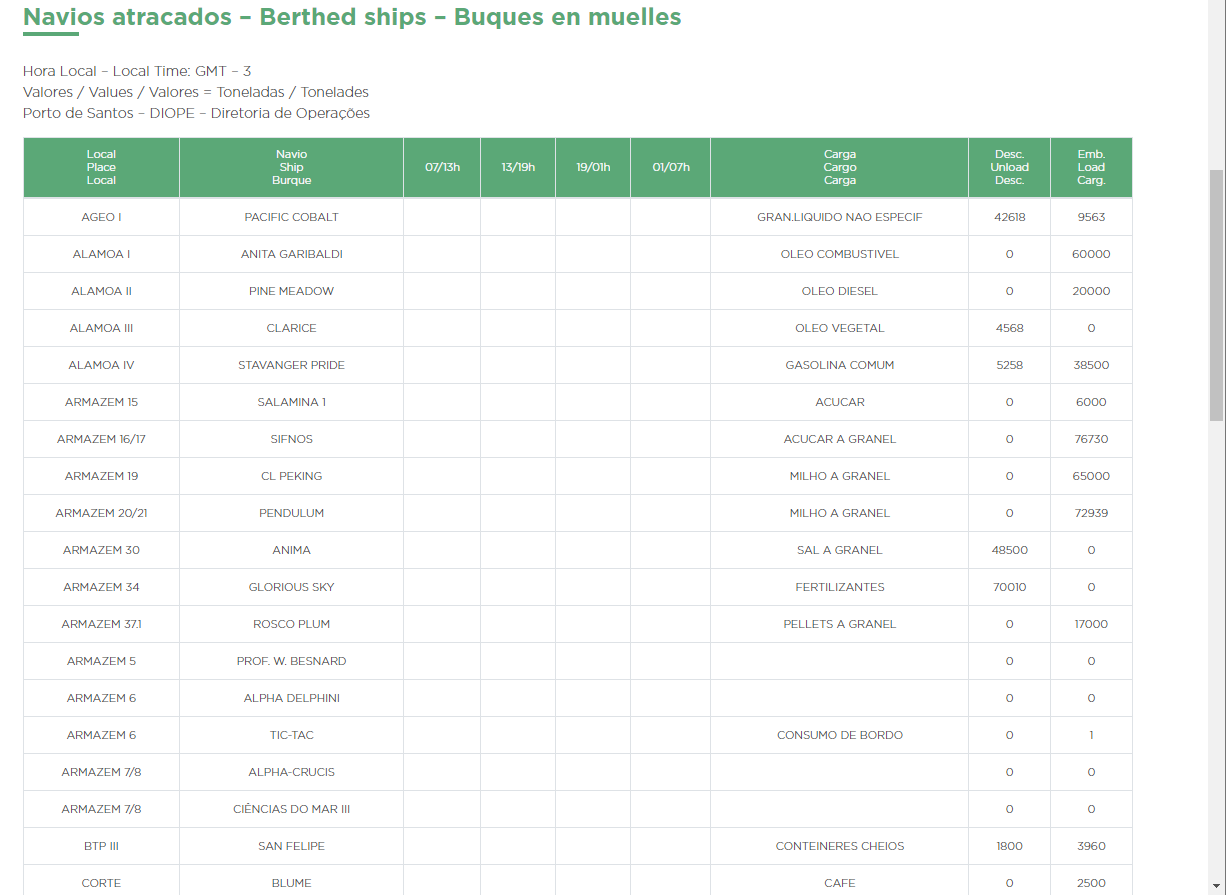 Navios atracados – Berthed ships – Buques en muelles
Hora Local – Local Time: GMT – 3
Valores / Values / Valores = Toneladas / Tonelades
Porto de Santos – DIOPE – Diretoria de Operações
Local Place Local Navio Ship Burque 07/13h 13/19h 19/01h 01/07h Carga Cargo Carga Desc. Unload Desc. Emb. Load Carg.
AGEO I PACIFIC COBALT GRAN.LIQUIDO NAO ESPECIF 42618 9563
ALAMOA I ANITA GARIBALDI OLEO COMBUSTIVEL 0 60000
ALAMOA II PINE MEADOW OLEO DIESEL 0 20000
ALAMOA III CLARICE OLEO VEGETAL 4568 0
ALAMOA IV STAVANGER PRIDE GASOLINA COMUM 5258 38500
ARMAZEM 15 SALAMINA 1 ACUCAR 0 6000
ARMAZEM 16/17 SIFNOS ACUCAR A GRANEL 0 76730
ARMAZEM 19 CL PEKING MILHO A GRANEL 0 65000
ARMAZEM 20/21 PENDULUM MILHO A GRANEL 0 72939
ARMAZEM 30 ANIMA SAL A GRANEL 48500 0
ARMAZEM 34 GLORIOUS SKY FERTILIZANTES 70010 0
ARMAZEM 37.1 ROSCO PLUM PELLETS A GRANEL 0 17000
ARMAZEM 5 PROF. W. BESNARD 0 0
ARMAZEM 6 ALPHA DELPHINI 0 0
ARMAZEM 6 TIC-TAC CONSUMO DE BORDO 0 1
ARMAZEM 7/8 ALPHA-CRUCIS 0 0
ARMAZEM 7/8 CIÊNCIAS DO MAR III 0 0
BTP III SAN FELIPE CONTEINERES CHEIOS 1800 3960
CORTE BLUME CAFE 0 2500